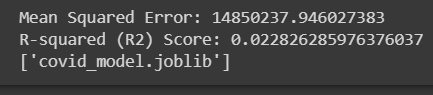 Mean Squared Error: 14850237.946027383
R-squared (R2) Score: 0.022826285976376037
['covid_model.joblib']